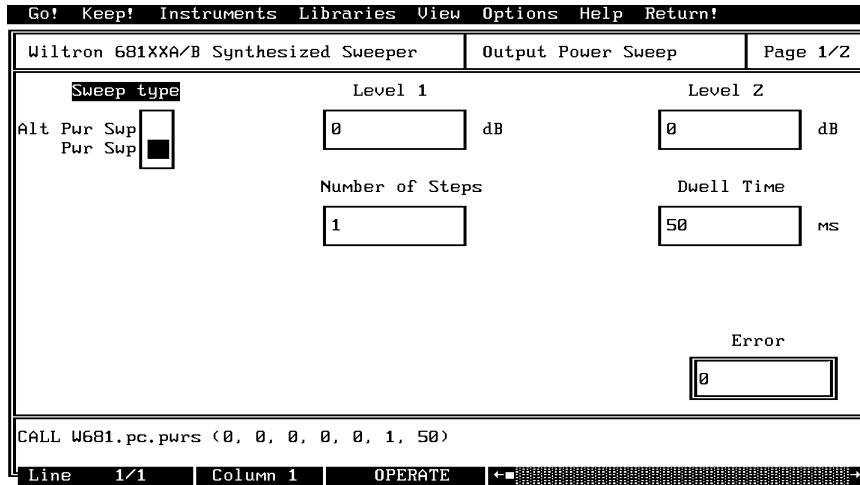 Go! Keep! Instruments Libraries View Options Help Return!
Wiltron 681XXA/B Synthesized Sweeper Output Power Sweep Page 1/2
Sweep type Level 1 Level 2
Alt Pwr Swp 0 dB 0 dB
Pwr Swp
Number of Steps Dwell Time
1 50 ms
Error
0
CALL W681.pc.pwrs (0, 0, 0, 0, 0, 1, 50)
Line 1/1 Column 1 OPERATE